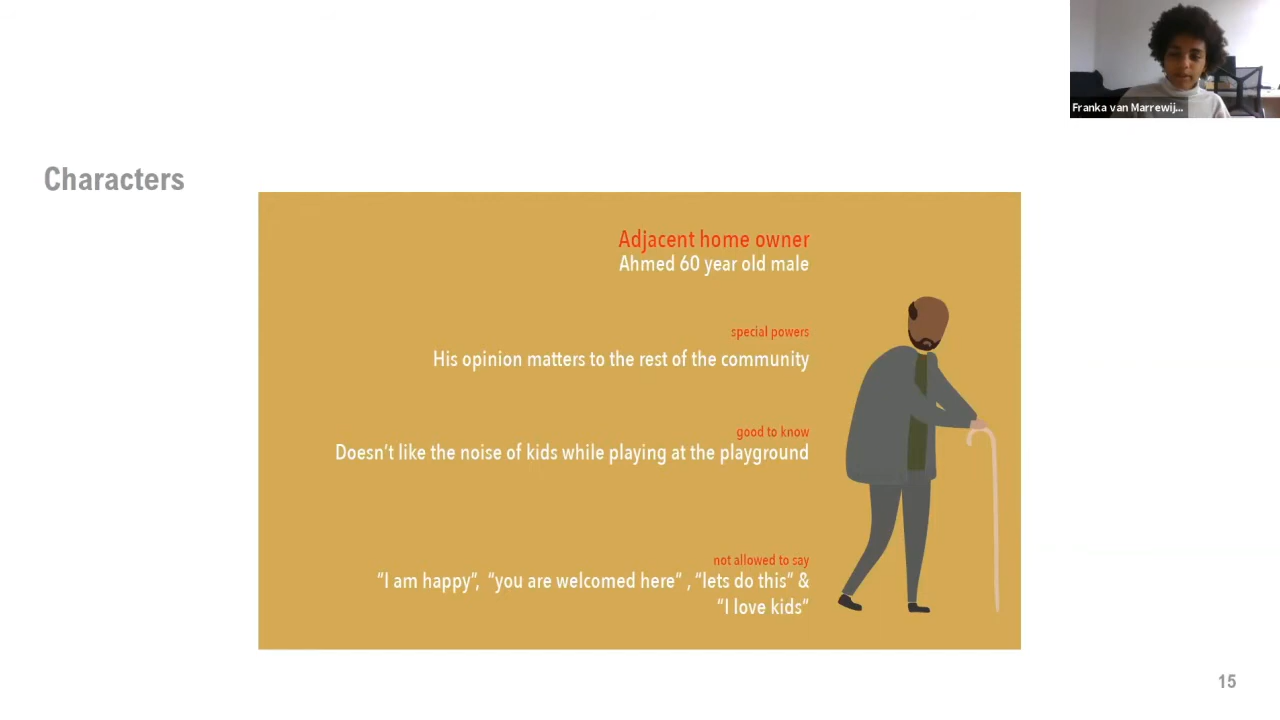 Franka van Marrewij...
Characters
Adjacent home owner
Ahmed 60 year old male
special powers
His opinion matters to the rest of the community
good to know
Doesn't like the noise of kids while playing at the playground
not allowed to say
"I am happy", "you are welcomed here" , "lets do this" &
"I love kids"
15